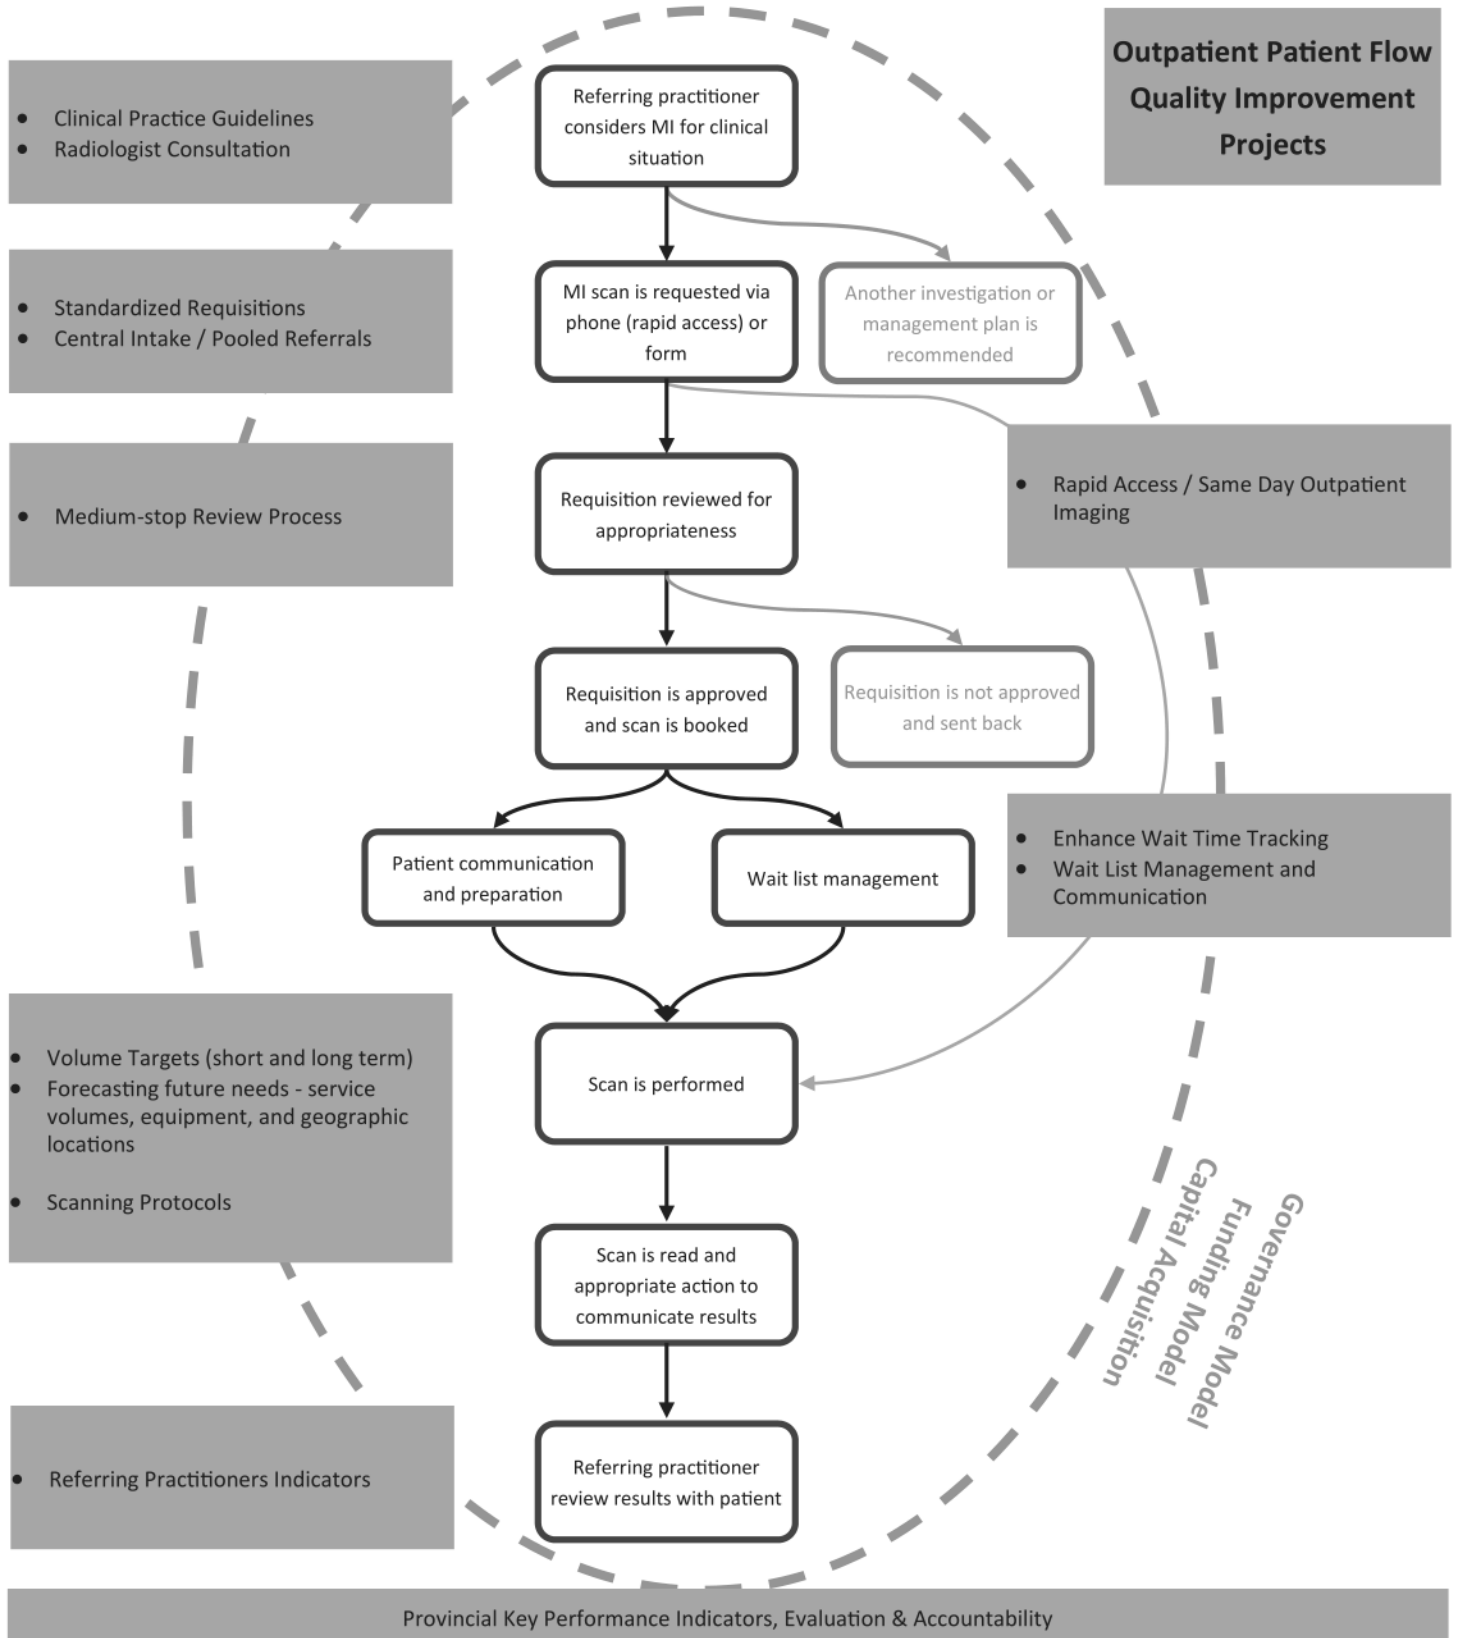 Outpatient Patient Flow
Quality Improvement
Projects
• Clinical Practice Guidelines
• Radiologist Consultation
Referring practitioner
considers MI for clinical
situation
• Standardized Requisitions
• Central Intake / Pooled Referrals
MI scan is requested via
phone (rapid access) or
form
Another investigation or
management plan is
recommended
• Medium-stop Review Process
Requisition reviewed for
appropriateness
• Rapid Access / Same Day Outpatient
Imaging
Requisition is approved
and scan is booked
Requisition is not approved
and sent back
Patient communication
and preparation
Wait list management
• Enhance Wait Time Tracking
• Wait List Management and
Communication
• Volume Targets (short and long term)
• Forecasting future needs - service
volumes, equipment, and geographic
locations
• Scanning Protocols
Scan is performed
Governance Model
Funding Model
Capital Acquisition
Scan is read and
appropriate action to
communicate results
• Referring Practitioners Indicators
Referring practitioner
review results with patient
Provincial Key Performance Indicators, Evaluation & Accountability